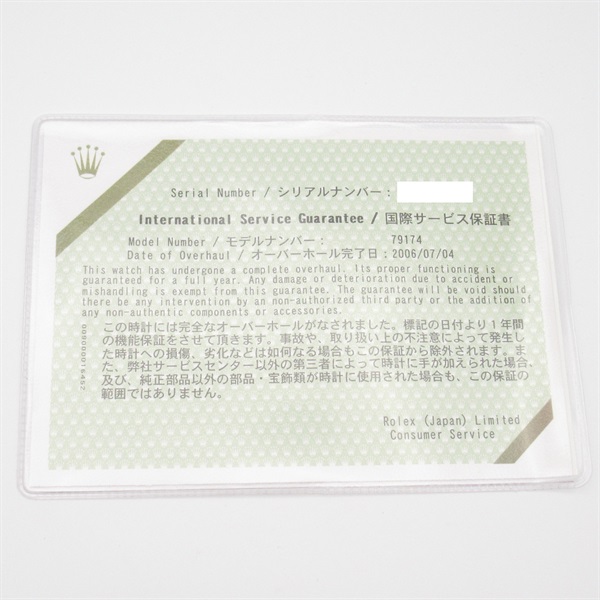 Serial Number / シリアルナンバー :
International Service Guarantee / 国際サービス保証書
Model Number / モデルナンバー : 79174
Date of Overhaul / オーバーホール完了日 : 2006/07/04
This watch has undergone a complete overhaul. Its proper functioning is
guaranteed for a full year. Any damage or deterioration due to accident or
mishandling is exempt from this guarantee. The guarantee will be void should
there be any intervention by an non-authorized third party or the addition of
any non-authentic components or accessories.
この時計には完全なオーバーホールがなされました。標記の日付より1年間
の機能保証をさせて頂きます。事故や、取り扱い上の不注意によって発生し
た時計への損傷、劣化などは如何なる場合もこの保証から除外されます。ま
た、弊社サービスセンター以外の第三者によって時計に手が加えられた場合、
及び、純正部品以外の部品・宝飾類が時計に使用された場合も、この保証の
範囲ではありません。
Rolex (Japan) Limited
Consumer Service